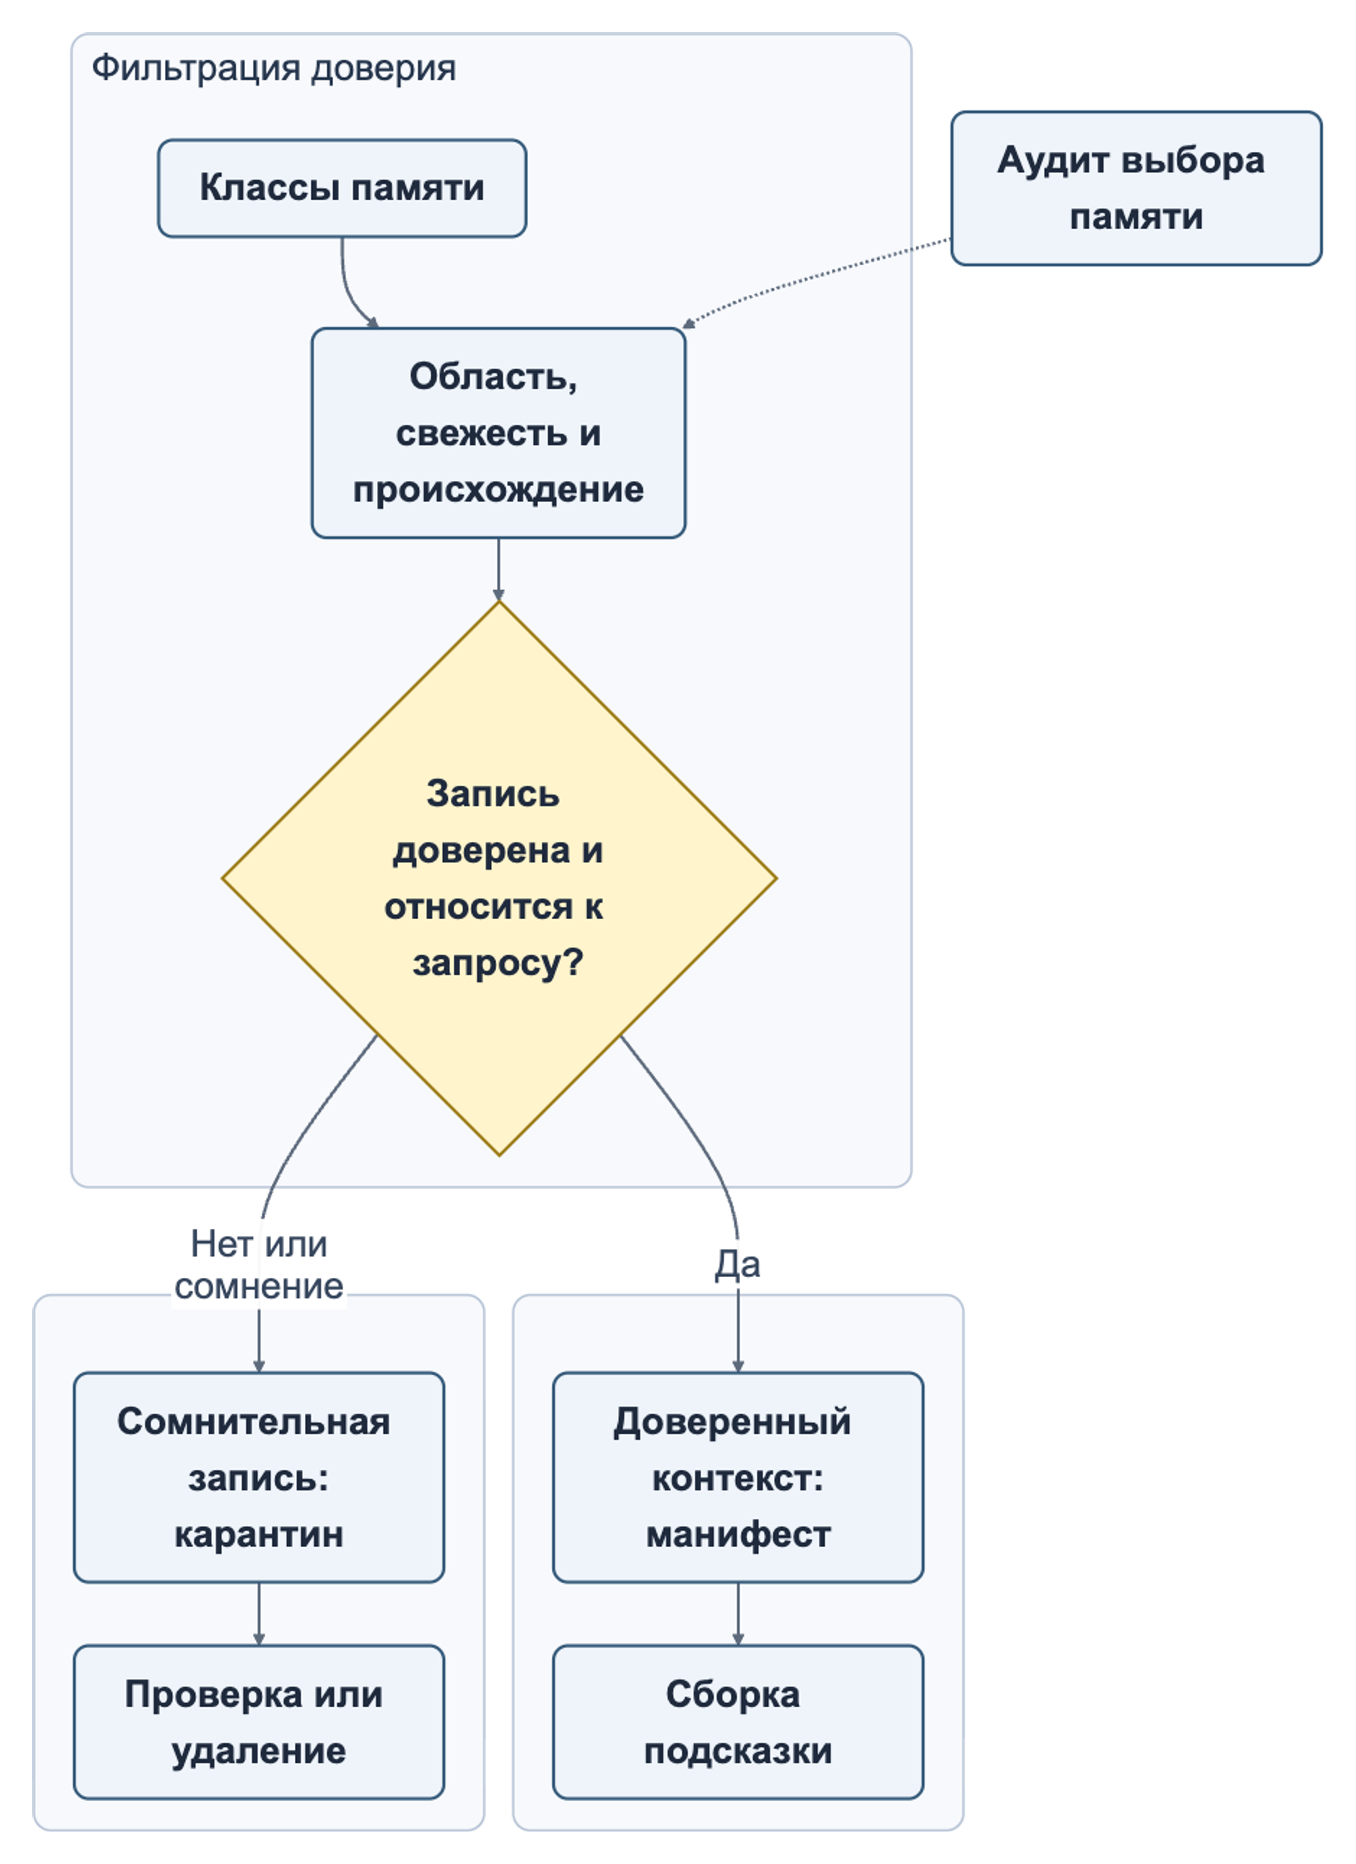 Фильтрация доверия
Классы памяти
Аудит выбора
памяти
Область,
свежесть и
происхождение
Запись
доверена и
относится к
запросу?
Нет или
сомнение
Да
Сомнительная
запись:
карантин
Доверенный
контекст:
манифест
Проверка или
удаление
Сборка
подсказки